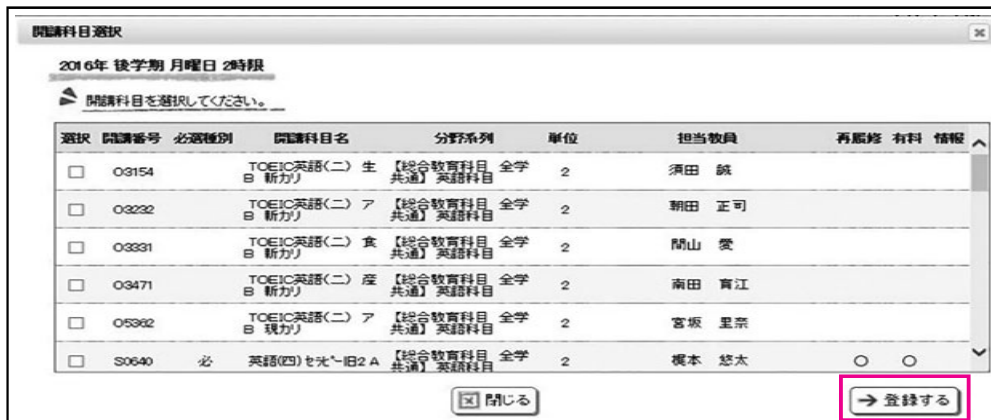 開講科目選択
2016年 後学期 月曜日 2時限
開講科目を選択してください。
選択 開講番号 必選種別 開講科目名 分野系列 単位 担当教員 再履修 有料 情報
O3154 TOEIC英語(二) 生 【総合教育科目 全学 2 須田 誠
B 新カリ 共通】英語科目
O3232 TOEIC英語(二) ア 【総合教育科目 全学 2 朝田 正司
B 新カリ 共通】英語科目
O3331 TOEIC英語(二) 食 【総合教育科目 全学 2 間山 愛
B 新カリ 共通】英語科目
O3471 TOEIC英語(二) 産 【総合教育科目 全学 2 南田 育江
B 新カリ 共通】英語科目
O5362 TOEIC英語(二) ア 【総合教育科目 全学 2 宮坂 里奈
B 現カリ 共通】英語科目
S0640 必 英語(四) 【総合教育科目 全学 2 梶本 悠太 ○ ○
共通】英語科目
閉じる
登録する